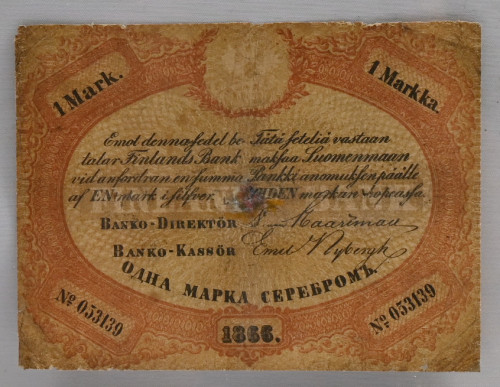 1 Mark.
1 Markka.
Emot denna sedel be-
talar Finlands Bank
vid anfordran en summa
af EN mark i silfver.
Tätä seteliä vastaan
maksaa Suomenmaan
Pankki anomuksen päälle
YHDEN markan hopeassa.
BANKO-DIREKTÖR
BANKO-KASSÖR Emel Nybergh
ОДНА МАРКА СЕРЕБРОМЪ.
No. 053139
1866.
No. 053139